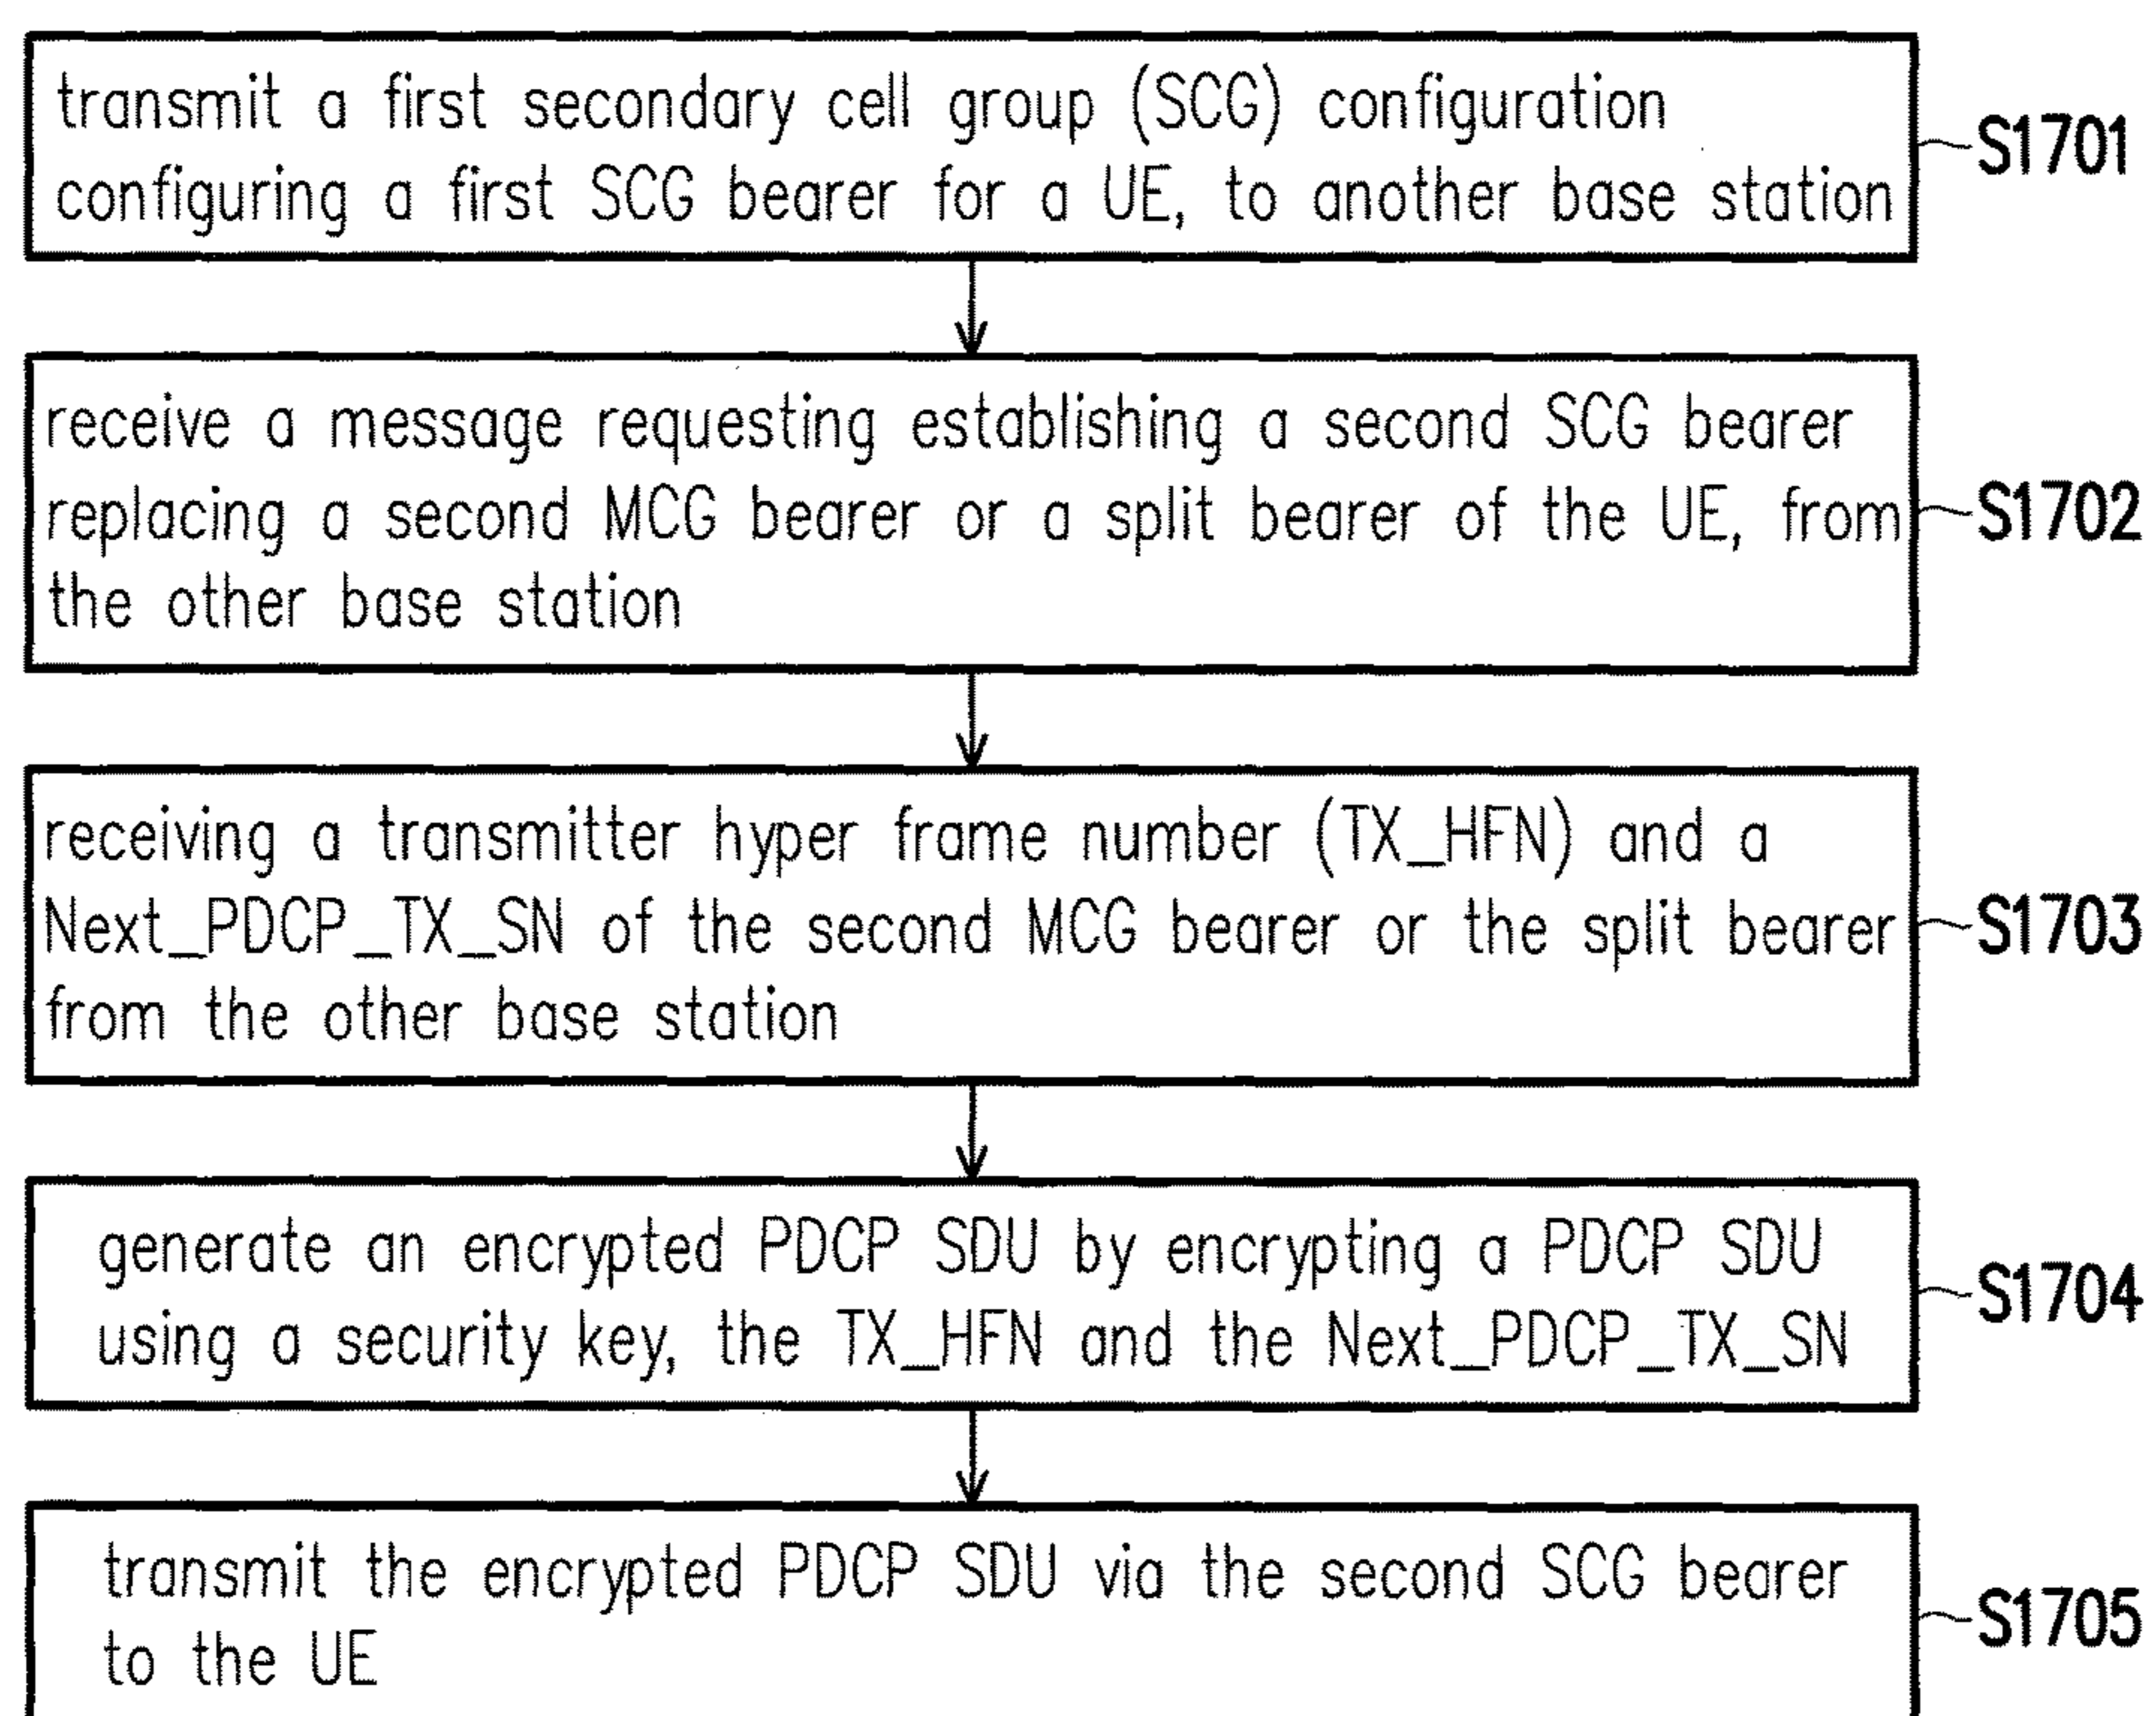 transmit a first secondary cell group (SCG) configuration
configuring a first SCG bearer for a UE, to another base station
S1701
receive a message requesting establishing a second SCG bearer
replacing a second MCG bearer or a split bearer of the UE, from
the other base station
S1702
receiving a transmitter hyper frame number (TX_HFN) and a
Next_PDCP_TX_SN of the second MCG bearer or the split bearer
from the other base station
S1703
generate an encrypted PDCP SDU by encrypting a PDCP SDU
using a security key, the TX_HFN and the Next_PDCP_TX_SN
S1704
transmit the encrypted PDCP SDU via the second SCG bearer
to the UE
S1705